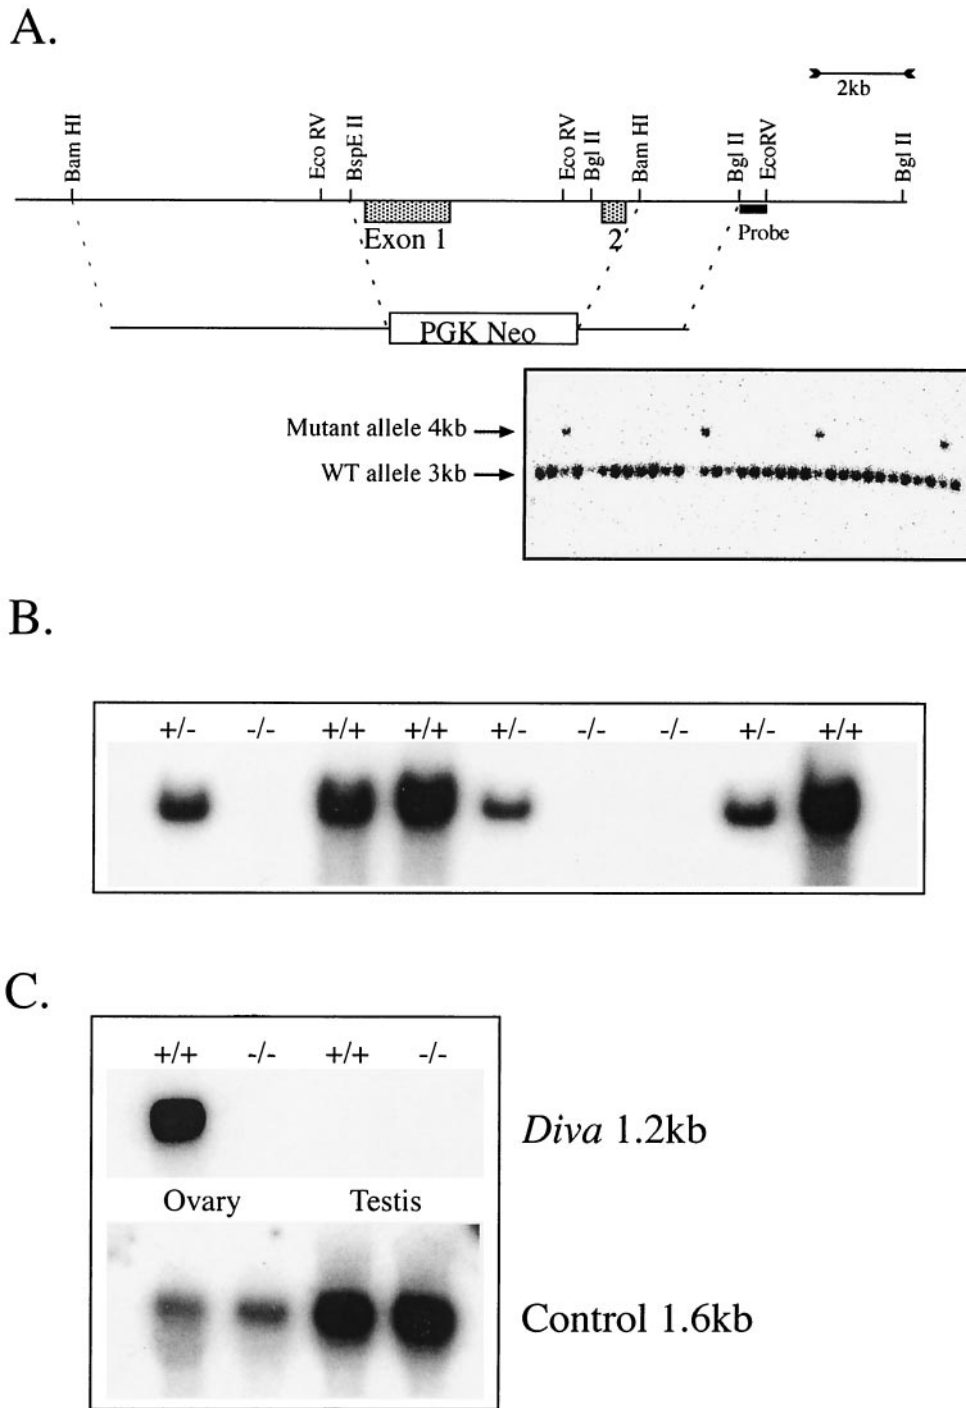 A.
2kb
Bam HI
Eco RV
BspE II
Eco RV
Bgl II
Bam HI
Bgl II
EcoRV
Bgl II
Exon 1
2
Probe
PGK Neo
Mutant allele 4kb
WT allele 3kb
B.
+/- -/- +/+ +/+ +/- -/- -/- +/- +/+
C.
+/+ -/- +/+ -/-
Diva 1.2kb
Ovary Testis
Control 1.6kb